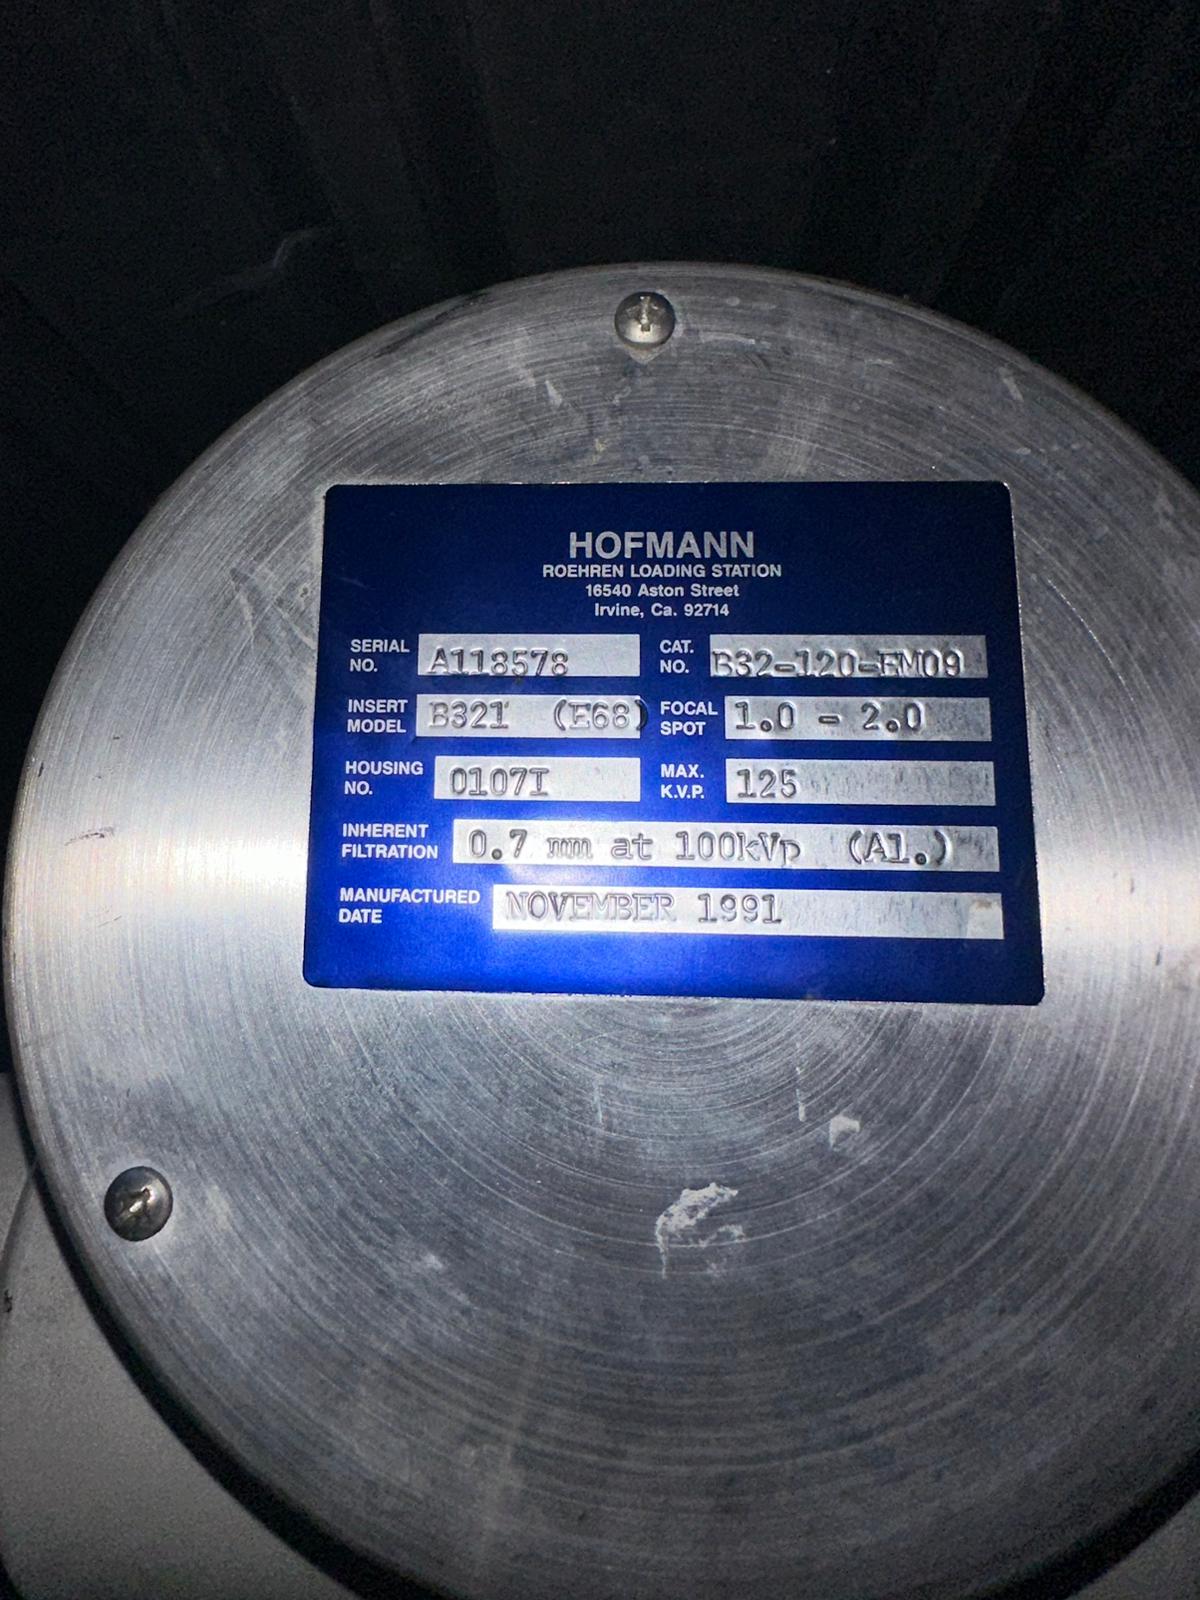 HOFMANN
ROEHREN LOADING STATION
16540 Aston Street
Irvine, Ca. 92714
SERIAL NO. A118578 CAT. NO. B32-120-EM09
INSERT MODEL B321 (E68) FOCAL SPOT 1.0 - 2.0
HOUSING NO. 0107I MAX. K.V.P. 125
INHERENT FILTRATION 0.7 mm at 100kVp (Al.)
MANUFACTURED DATE NOVEMBER 1991